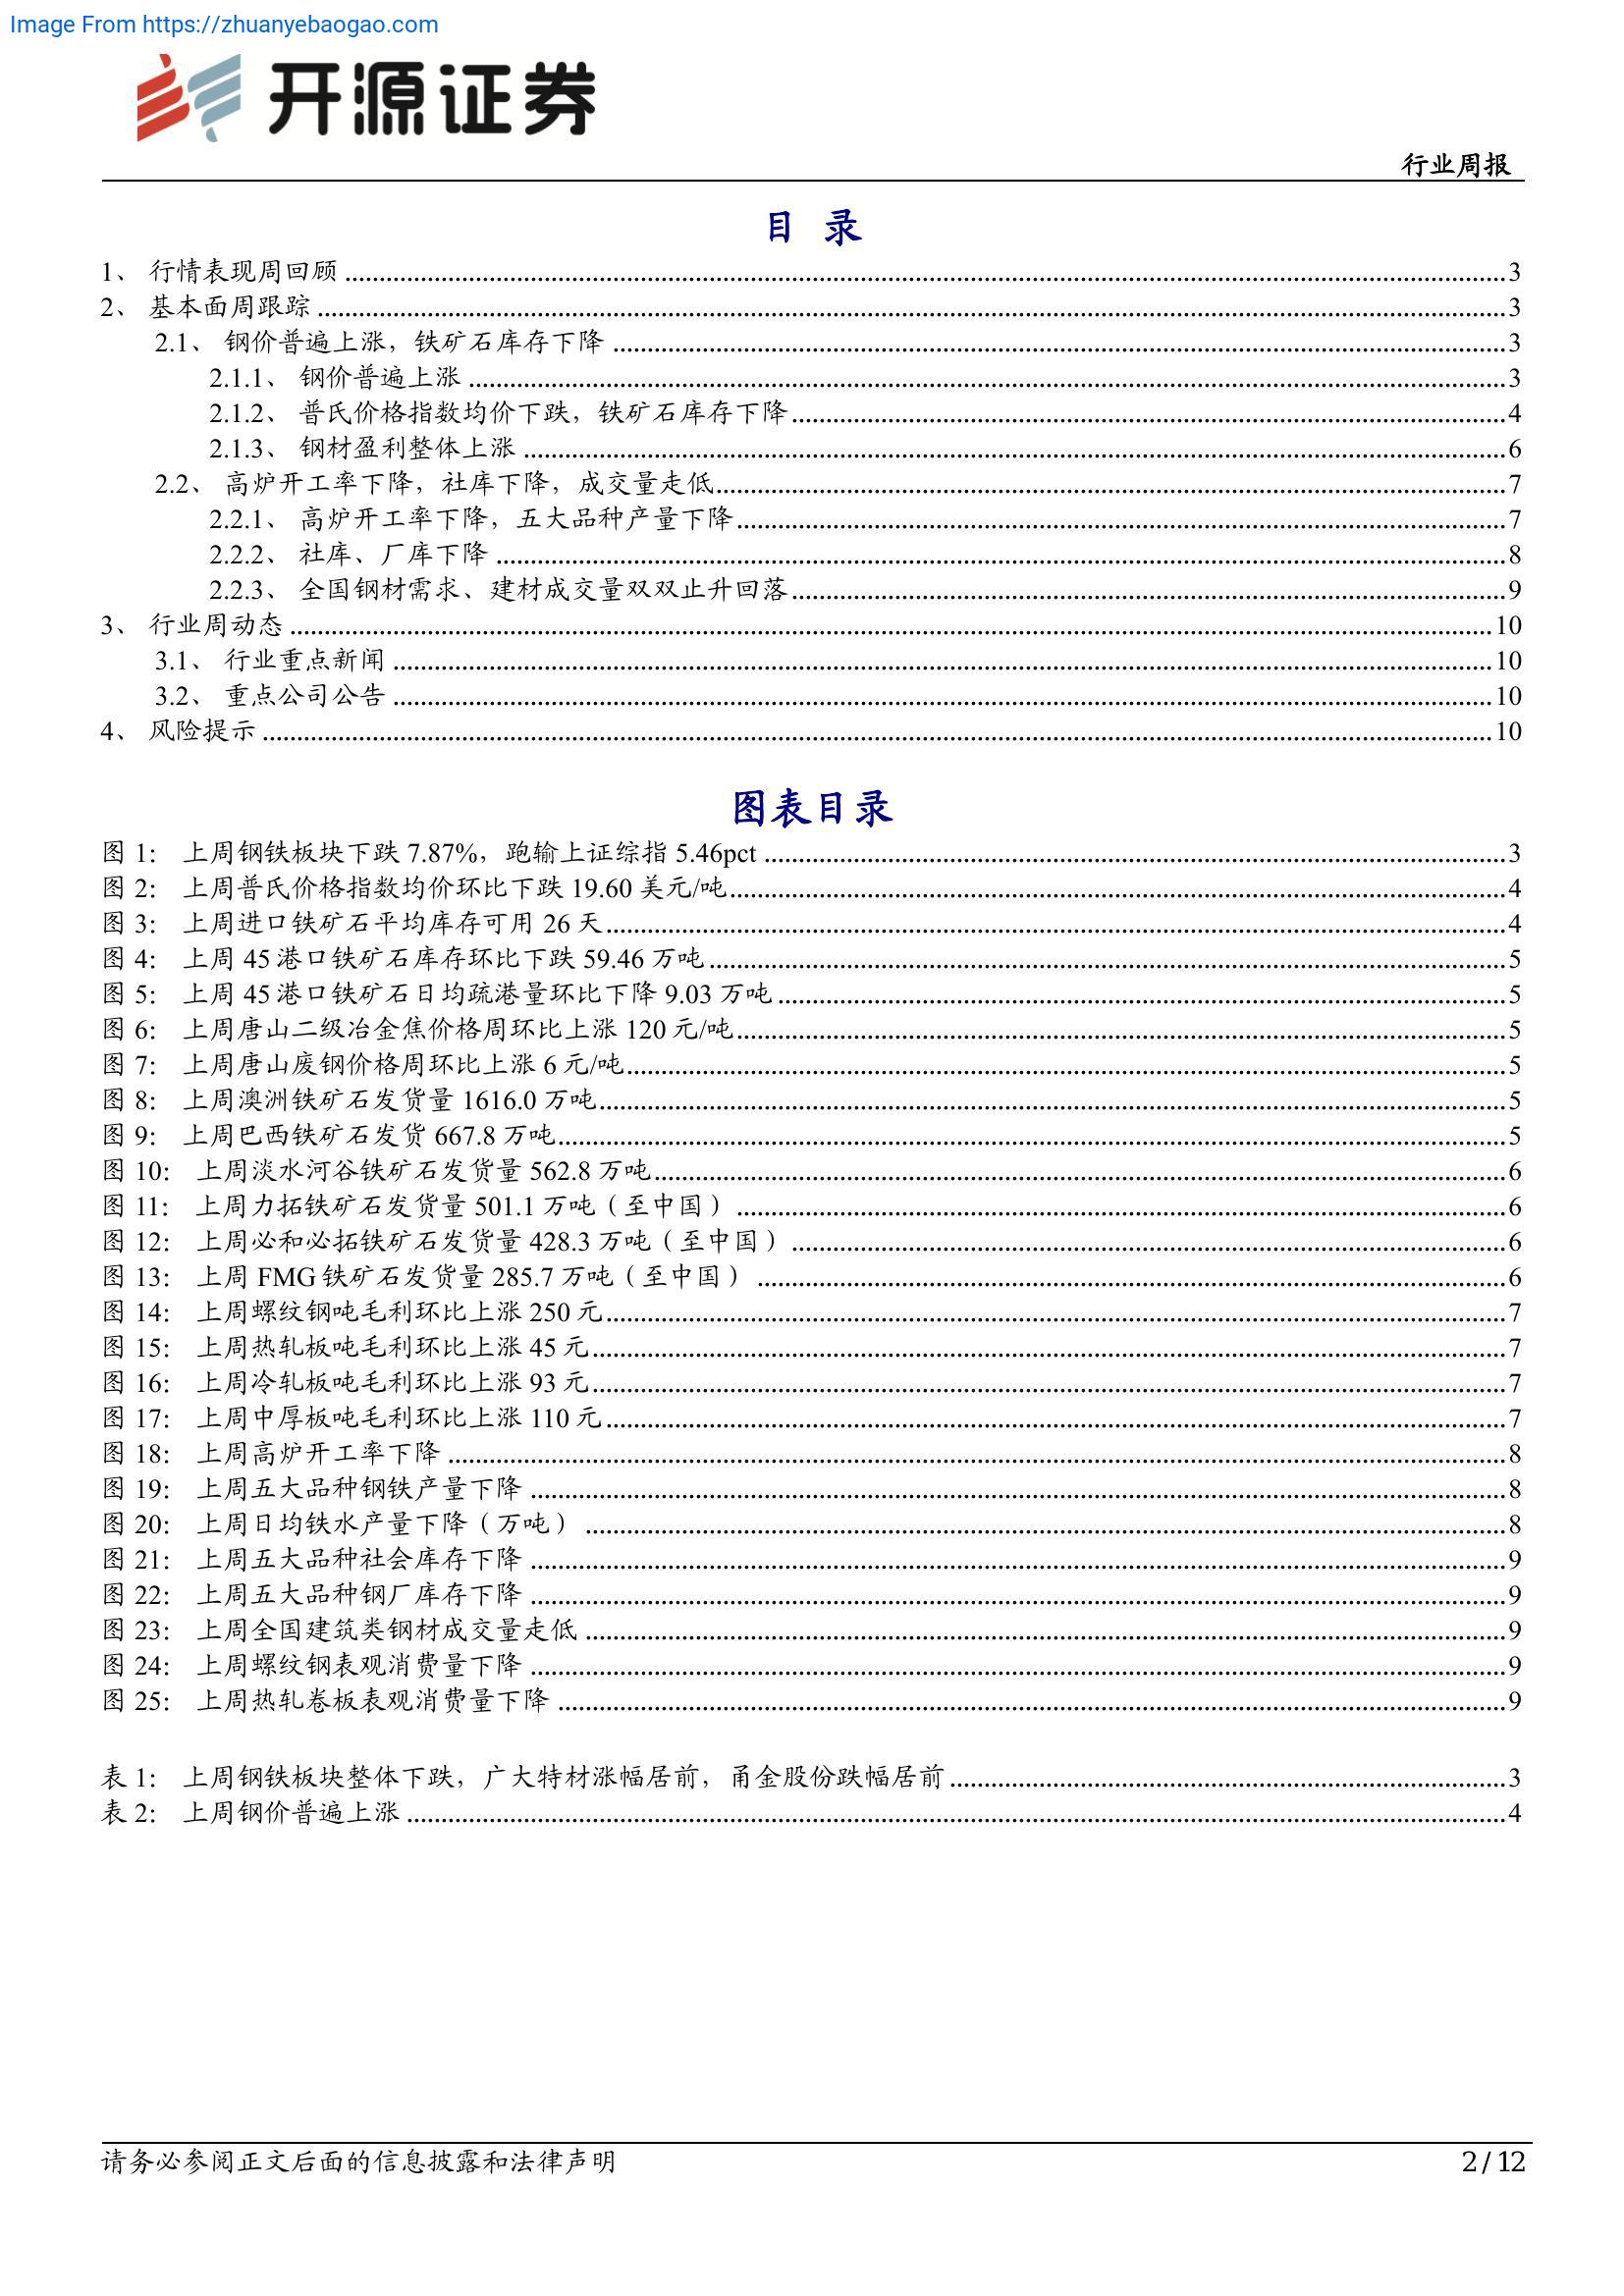 Image From https://zhuanyebaogao.com
开源证券
行业周报
目 录
1、 行情表现周回顾 ........ 3
2、 基本面周跟踪 ........ 3
2.1、 钢价普遍上涨，铁矿石库存下降 ........ 3
2.1.1、 钢价普遍上涨 ........ 3
2.1.2、 普氏价格指数均价下跌，铁矿石库存下降 ........ 4
2.1.3、 钢材盈利整体上涨 ........ 6
2.2、 高炉开工率下降，社库下降，成交量走低 ........ 7
2.2.1、 高炉开工率下降，五大品种产量下降 ........ 7
2.2.2、 社库、厂库下降 ........ 8
2.2.3、 全国钢材需求、建材成交量双双止升回落 ........ 9
3、 行业周动态 ........ 10
3.1、 行业重点新闻 ........ 10
3.2、 重点公司公告 ........ 10
4、 风险提示 ........ 10
图表目录
图 1： 上周钢铁板块下跌 7.87%，跑输上证综指 5.46pct ........ 3
图 2： 上周普氏价格指数均价环比下跌 19.60 美元/吨 ........ 4
图 3： 上周进口铁矿石平均库存可用 26 天 ........ 4
图 4： 上周 45 港口铁矿石库存环比下跌 59.46 万吨 ........ 5
图 5： 上周 45 港口铁矿石日均疏港量环比下降 9.03 万吨 ........ 5
图 6： 上周唐山二级冶金焦价格周环比上涨 120 元/吨 ........ 5
图 7： 上周唐山废钢价格周环比上涨 6 元/吨 ........ 5
图 8： 上周澳洲铁矿石发货量 1616.0 万吨 ........ 5
图 9： 上周巴西铁矿石发货 667.8 万吨 ........ 5
图 10： 上周淡水河谷铁矿石发货量 562.8 万吨 ........ 6
图 11： 上周力拓铁矿石发货量 501.1 万吨（至中国） ........ 6
图 12： 上周必和必拓铁矿石发货量 428.3 万吨（至中国） ........ 6
图 13： 上周 FMG 铁矿石发货量 285.7 万吨（至中国） ........ 6
图 14： 上周螺纹钢吨毛利环比上涨 250 元 ........ 7
图 15： 上周热轧板吨毛利环比上涨 45 元 ........ 7
图 16： 上周冷轧板吨毛利环比上涨 93 元 ........ 7
图 17： 上周中厚板吨毛利环比上涨 110 元 ........ 7
图 18： 上周高炉开工率下降 ........ 8
图 19： 上周五大品种钢铁产量下降 ........ 8
图 20： 上周日均铁水产量下降（万吨） ........ 8
图 21： 上周五大品种社会库存下降 ........ 9
图 22： 上周五大品种钢厂库存下降 ........ 9
图 23： 上周全国建筑类钢材成交量走低 ........ 9
图 24： 上周螺纹钢表观消费量下降 ........ 9
图 25： 上周热轧卷板表观消费量下降 ........ 9
表 1： 上周钢铁板块整体下跌，广大特材涨幅居前，甬金股份跌幅居前 ........ 3
表 2： 上周钢价普遍上涨 ........ 4
请务必参阅正文后面的信息披露和法律声明
2 / 12